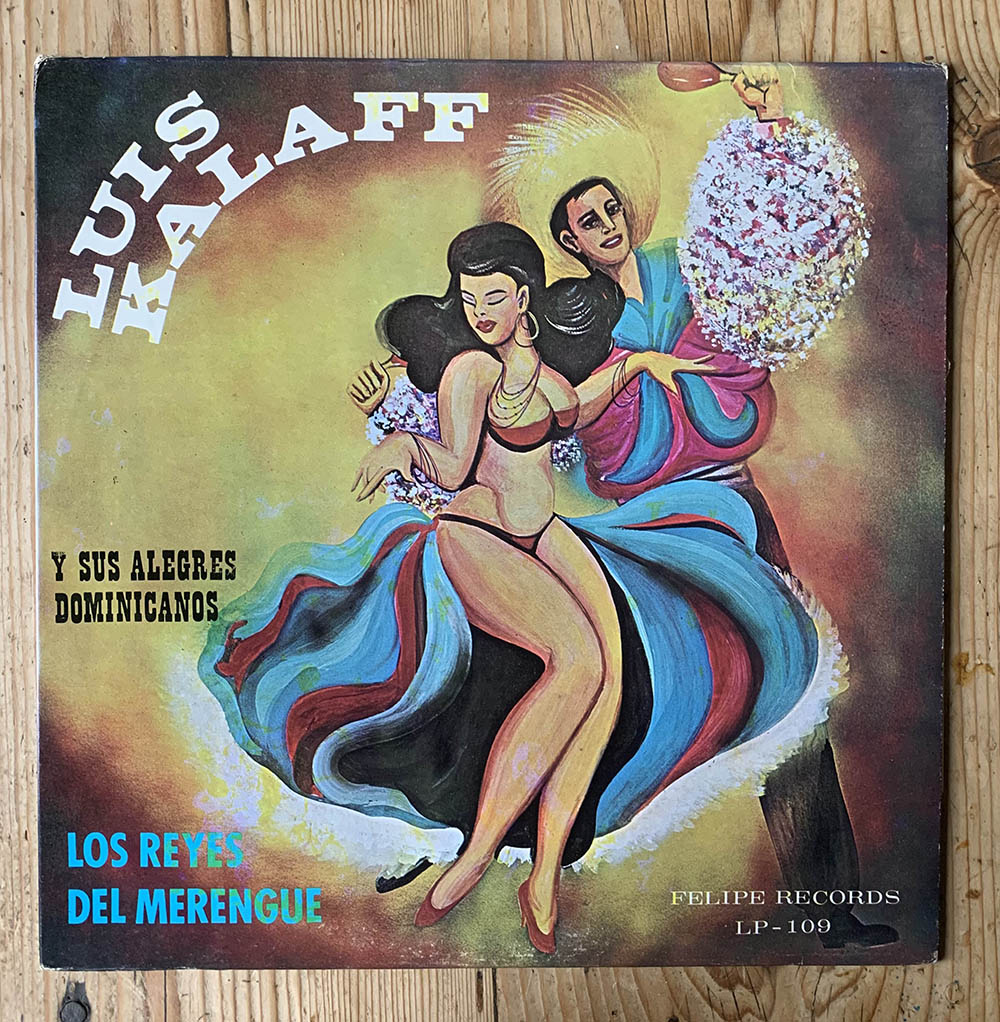 LUIS
KALAFF
Y SUS ALEGRES
DOMINICANOS
LOS REYES
DEL MERENGUE
FELIPE RECORDS
LP-109